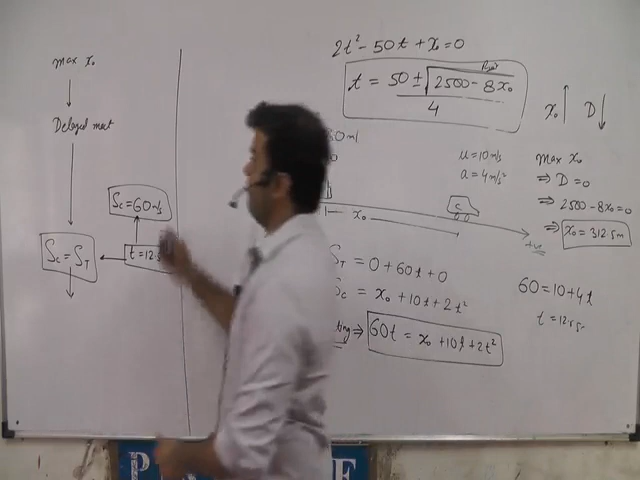 max x₀
Delayed meet
Sc = 60 m/s
Sc = ST
t = 12.5
2t² - 50t + x₀ = 0
t = 50 ± √2500 - 8x₀
4
x₀ ↑ D ↓
u = 10 m/s
a = 4 m/s²
c
x₀
+ve
max x₀
⇒ D = 0
⇒ 2500 - 8x₀ = 0
⇒ x₀ = 312.5m
ST = 0 + 60t + 0
Sc = x₀ + 10t + 2t²
⇒ 60t = x₀ + 10t + 2t²
60 = 10 + 4t
t = 12.5 s
P E